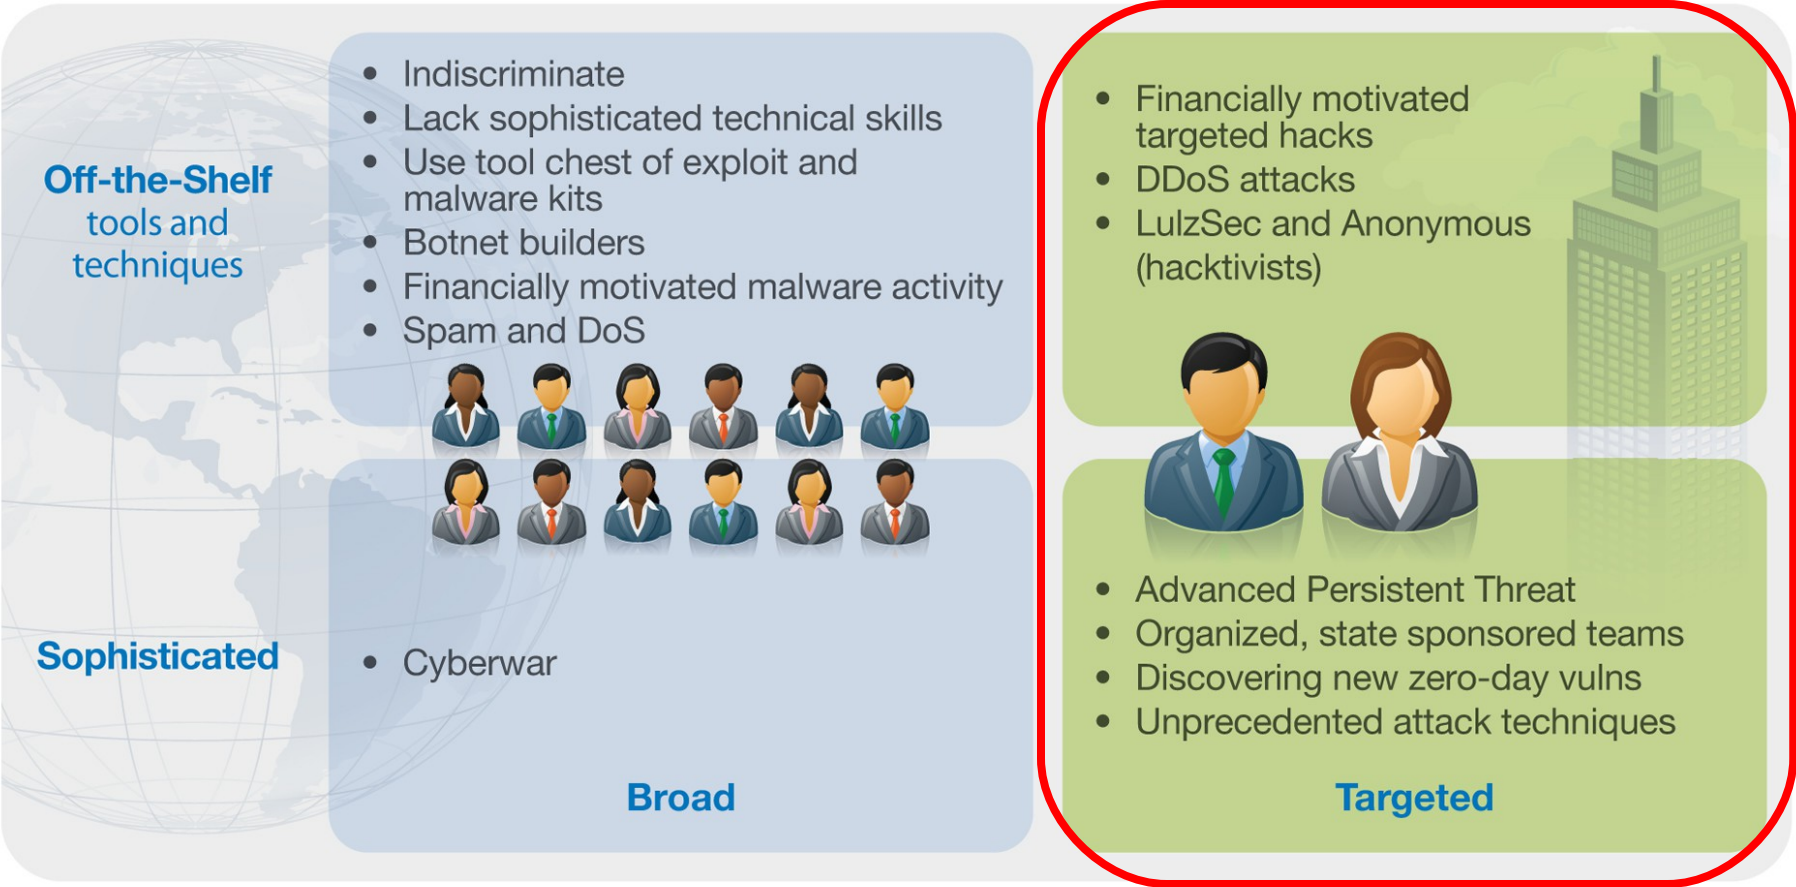 Off-the-Shelf
tools and
techniques
• Indiscriminate
• Lack sophisticated technical skills
• Use tool chest of exploit and
malware kits
• Botnet builders
• Financially motivated malware activity
• Spam and DoS
• Financially motivated
targeted hacks
• DDoS attacks
• LulzSec and Anonymous
(hacktivists)
Sophisticated
• Cyberwar
Broad
• Advanced Persistent Threat
• Organized, state sponsored teams
• Discovering new zero-day vulns
• Unprecedented attack techniques
Targeted